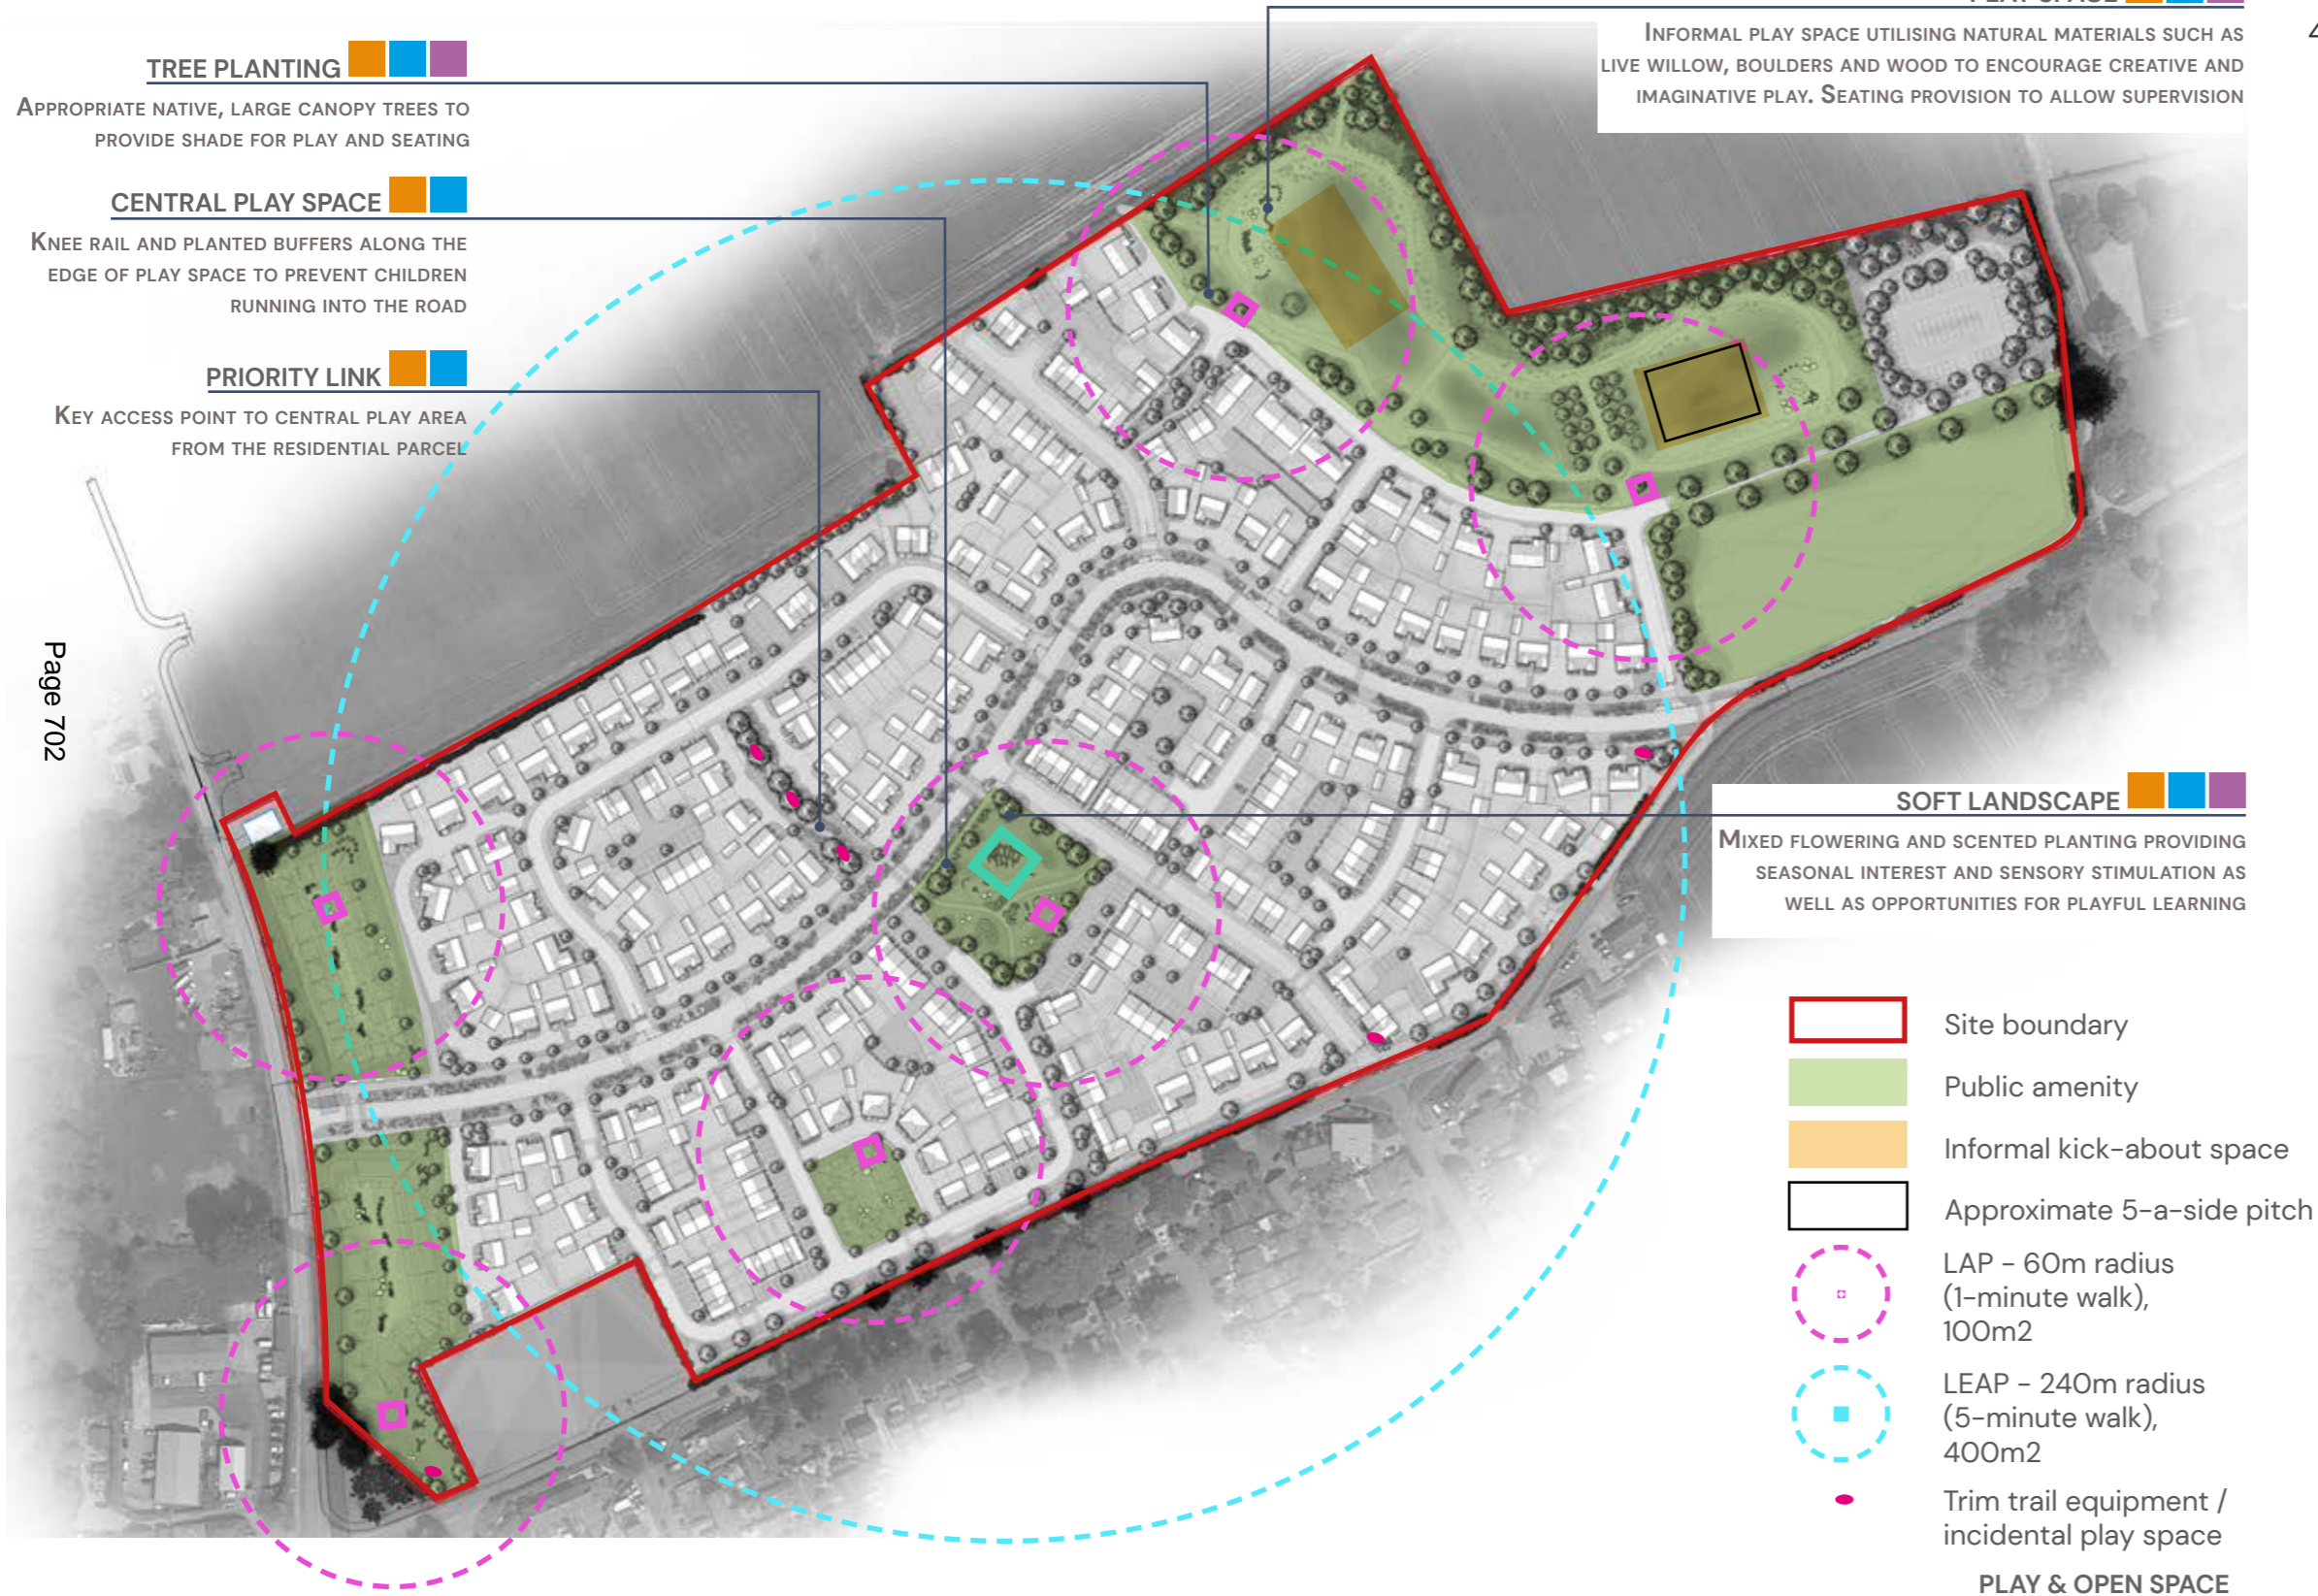 TREE PLANTING
Appropriate native, large canopy trees to
provide shade for play and seating
CENTRAL PLAY SPACE
Knee rail and planted buffers along the
edge of play space to prevent children
running into the road
PRIORITY LINK
Key access point to central play area
from the residential parcel
PLAY SPACE
Informal play space utilising natural materials such as
live willow, boulders and wood to encourage creative and
imaginative play. Seating provision to allow supervision
4
Page 702
SOFT LANDSCAPE
Mixed flowering and scented planting providing
seasonal interest and sensory stimulation as
well as opportunities for playful learning
Site boundary
Public amenity
Informal kick-about space
Approximate 5-a-side pitch
LAP - 60m radius
(1-minute walk),
100m2
LEAP - 240m radius
(5-minute walk),
400m2
Trim trail equipment /
incidental play space
PLAY & OPEN SPACE